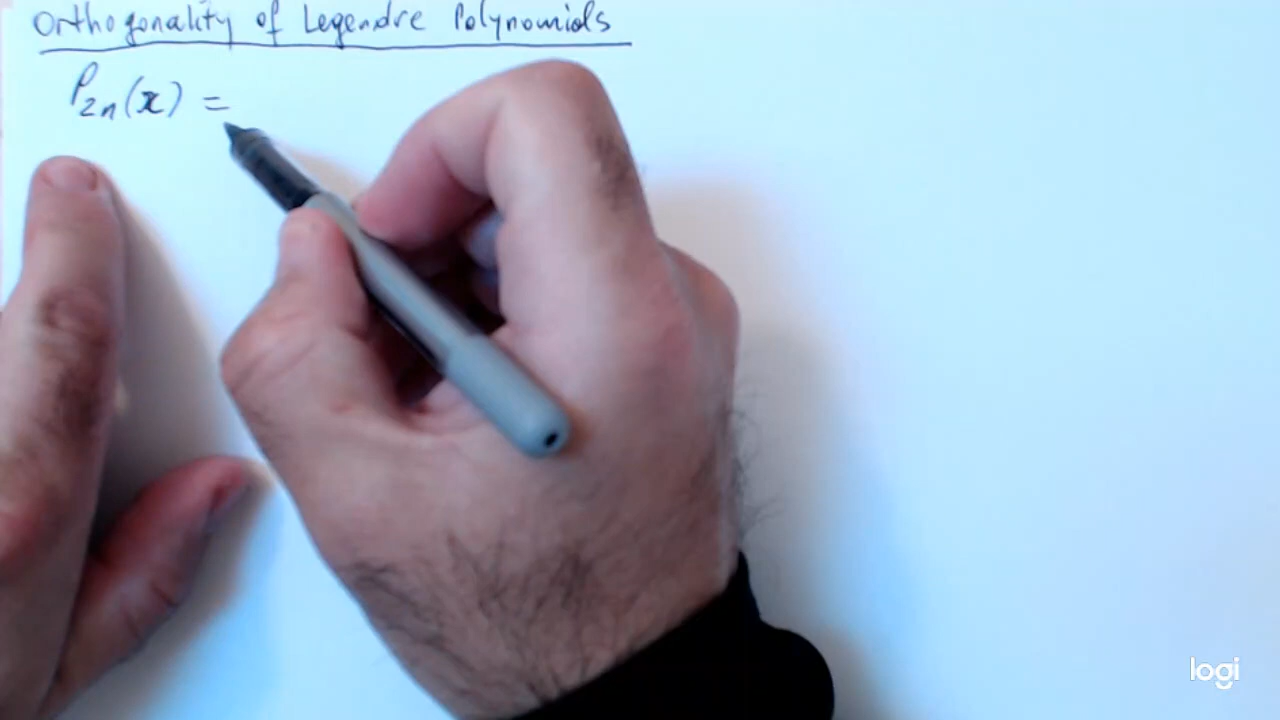 Orthogonality of Legendre Polynomials
P₂ₙ(x) =
logi